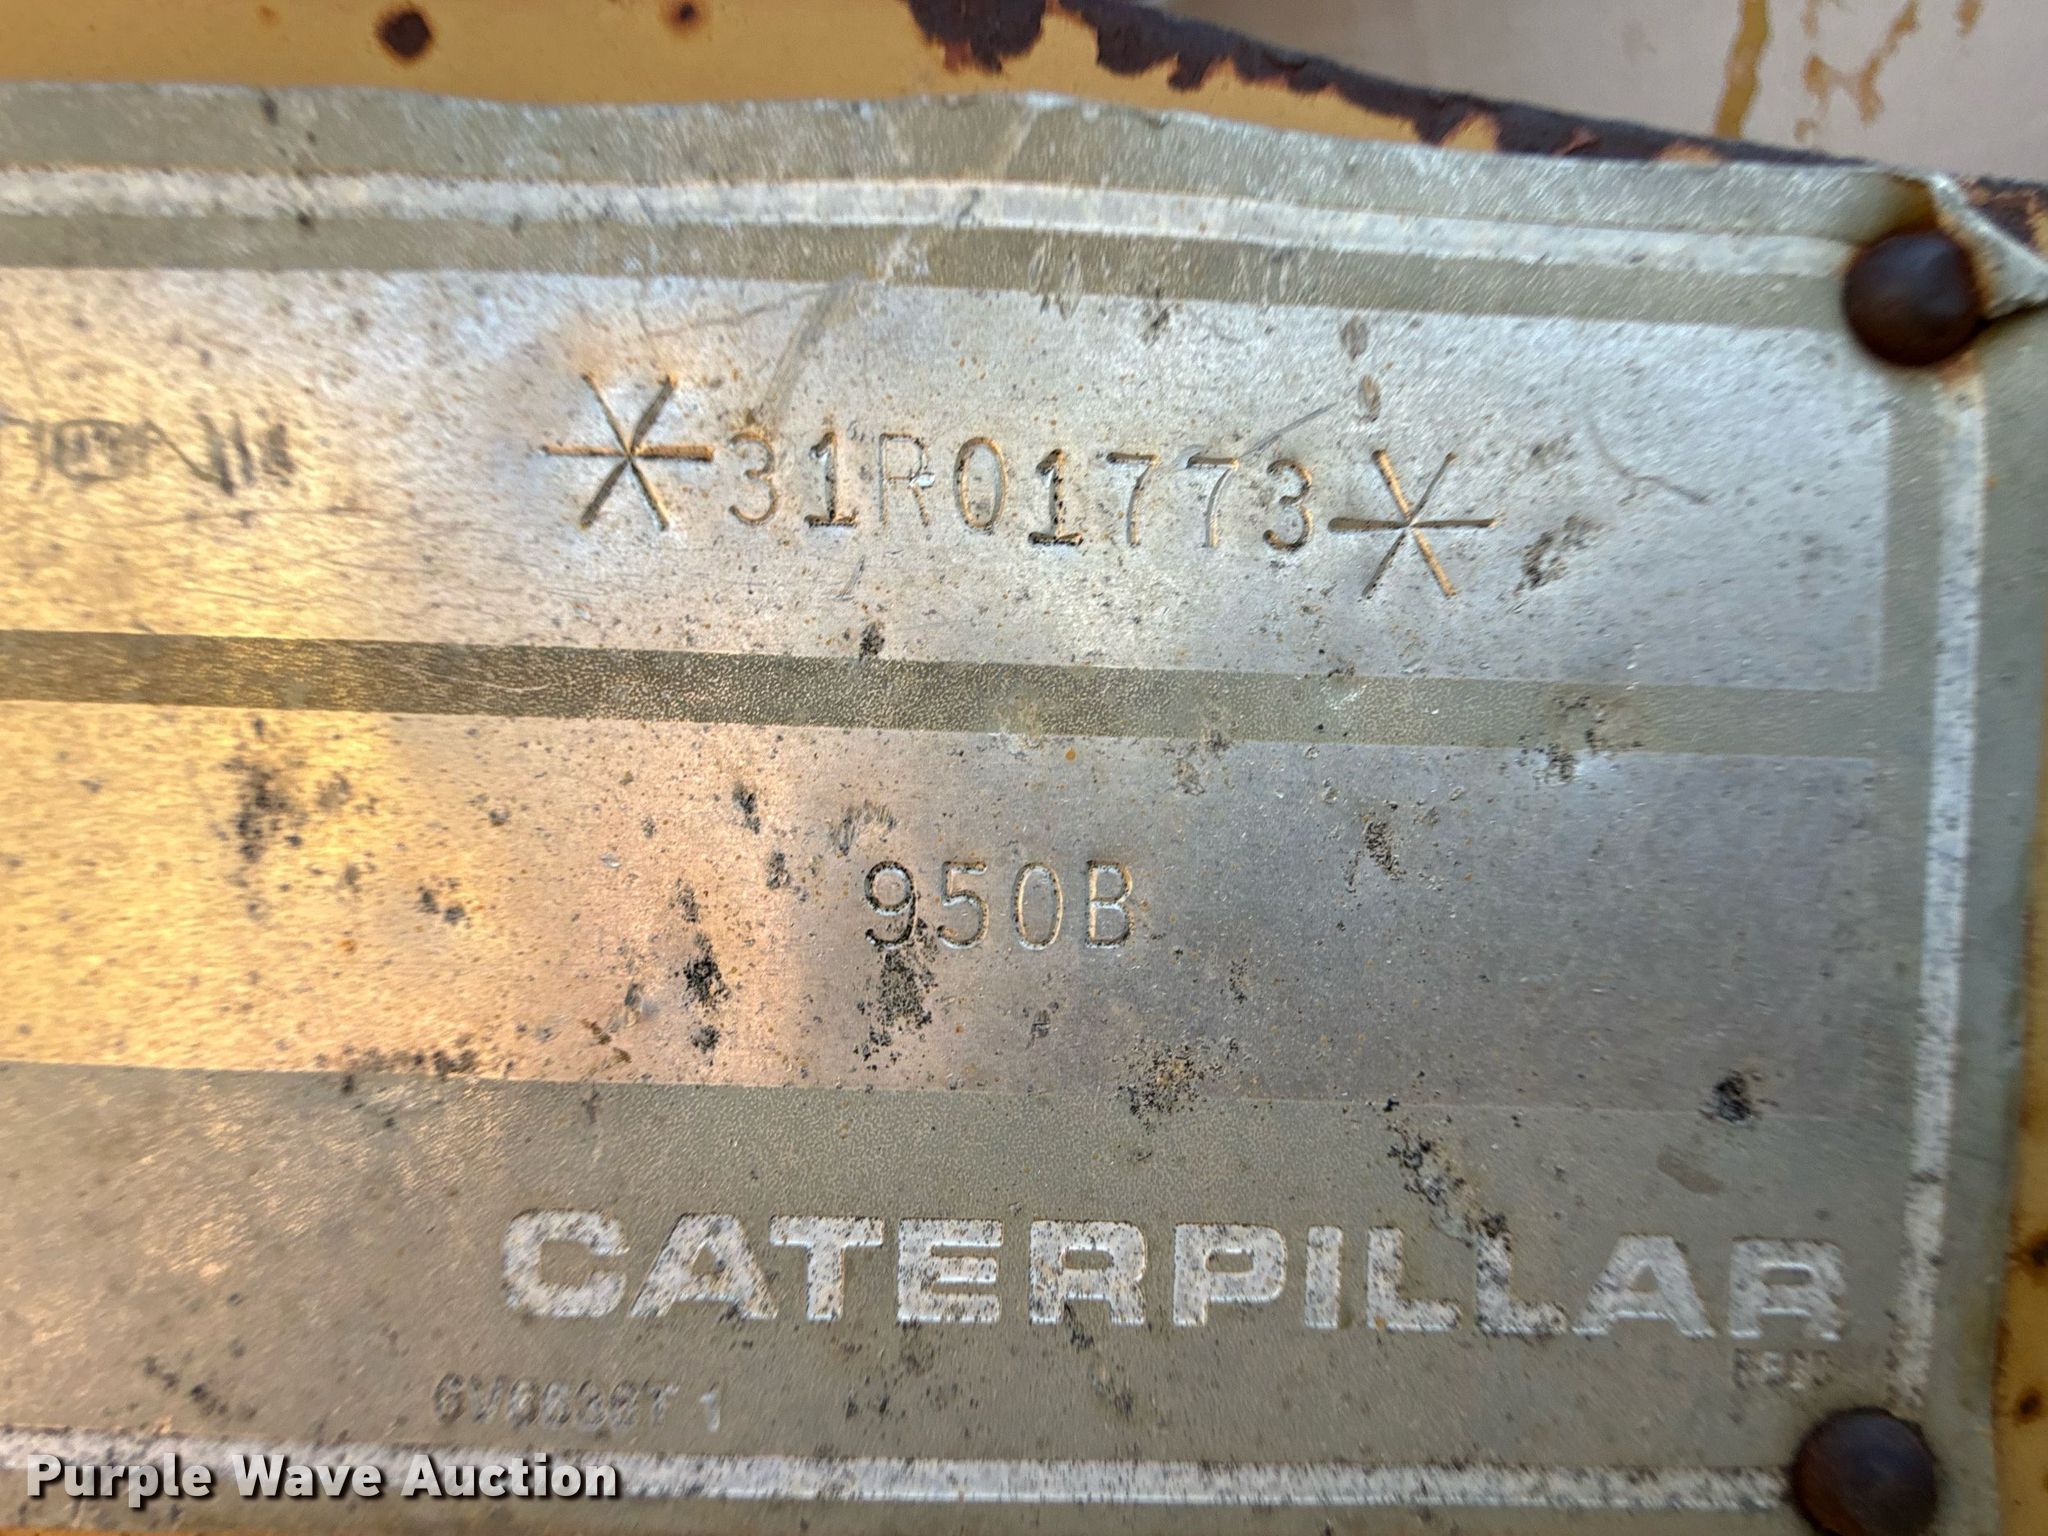 *31R01773*
950B
CATERPILLAR
Purple Wave Auction